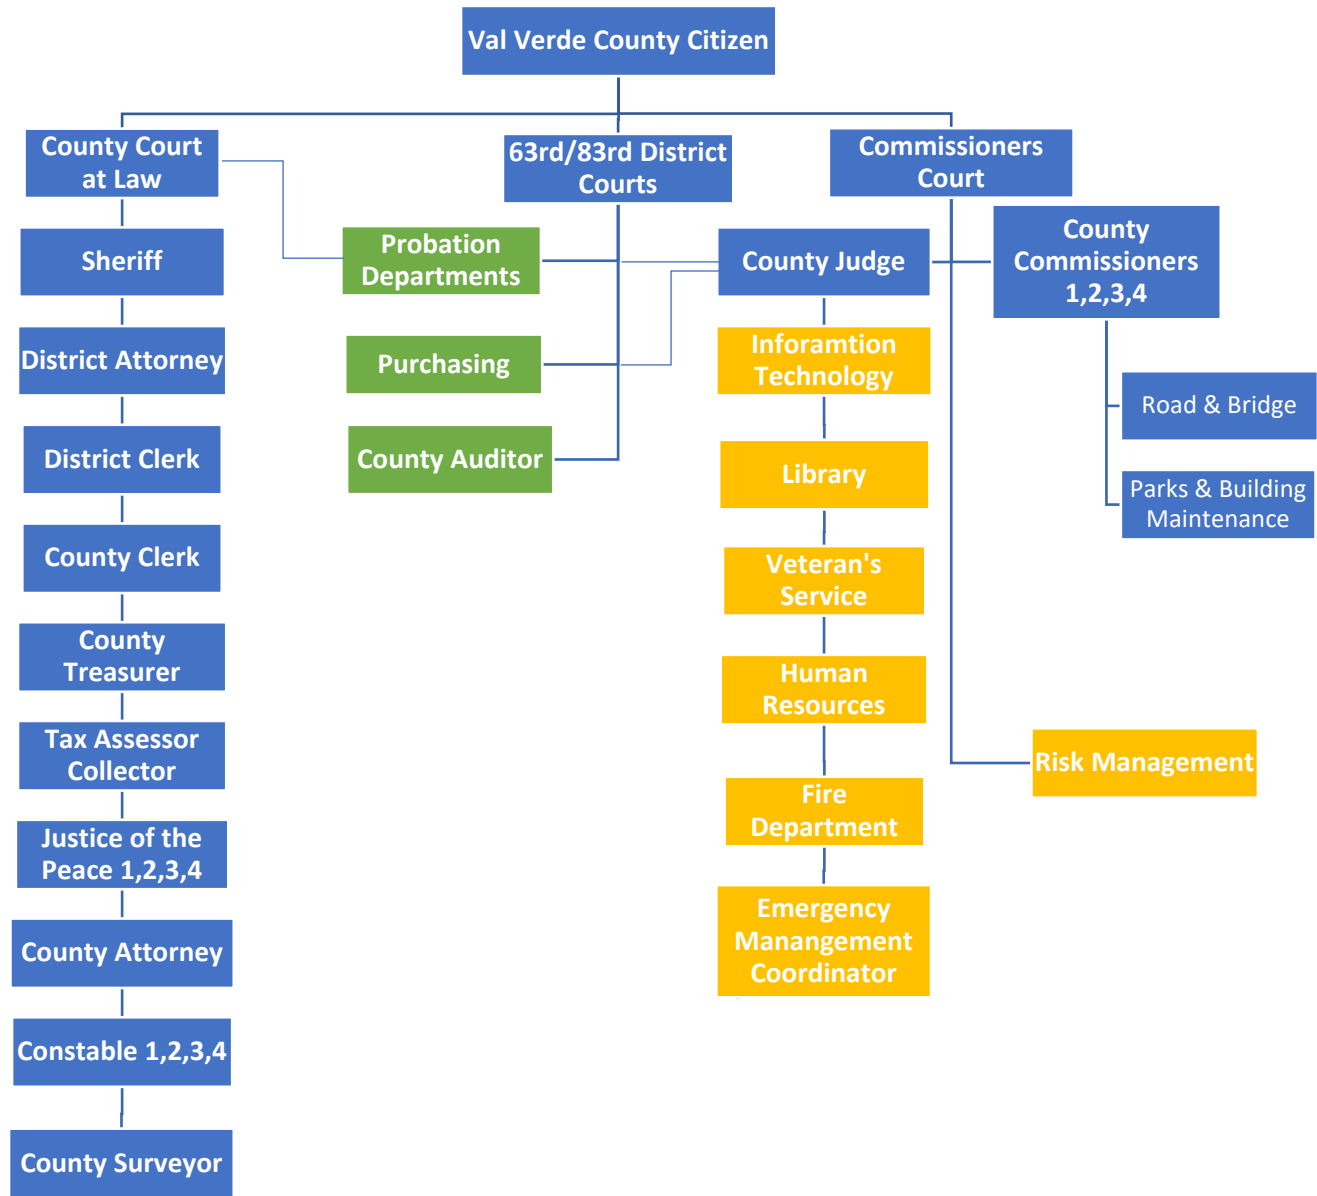 Val Verde County Citizen
County Court
at Law
63rd/83rd District
Courts
Commissioners
Court
Sheriff
District Attorney
District Clerk
County Clerk
County
Treasurer
Tax Assessor
Collector
Justice of the
Peace 1,2,3,4
County Attorney
Constable 1,2,3,4
County Surveyor
Probation
Departments
Purchasing
County Auditor
County Judge
Inforamtion
Technology
Library
Veteran's
Service
Human
Resources
Fire
Department
Emergency
Manangement
Coordinator
County
Commissioners
1,2,3,4
Road & Bridge
Parks & Building
Maintenance
Risk Management